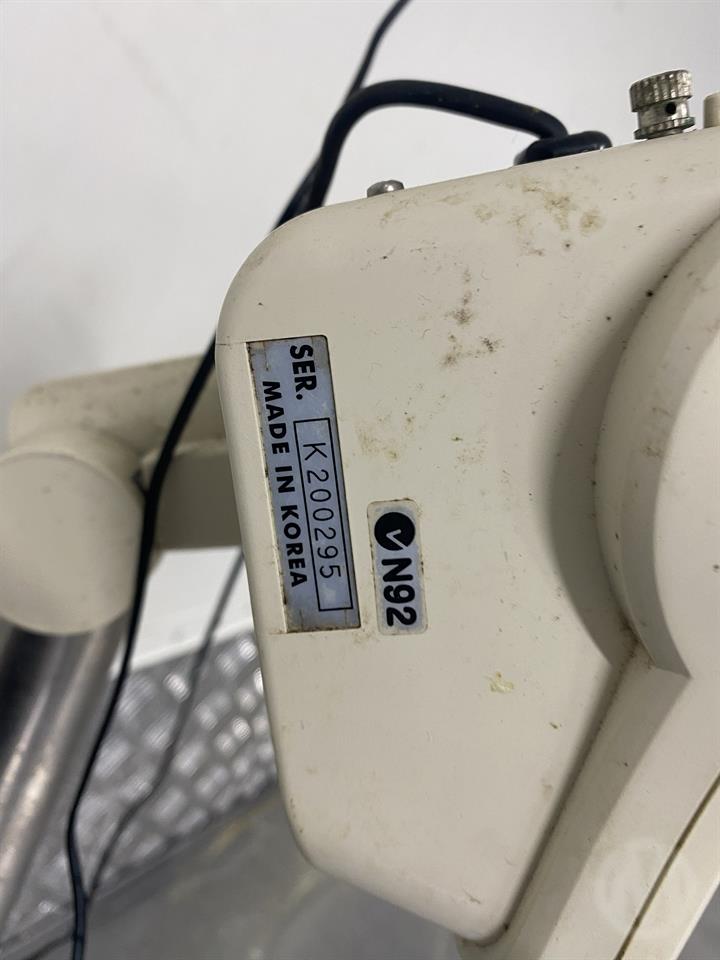 SER. K200295
MADE IN KOREA
N92